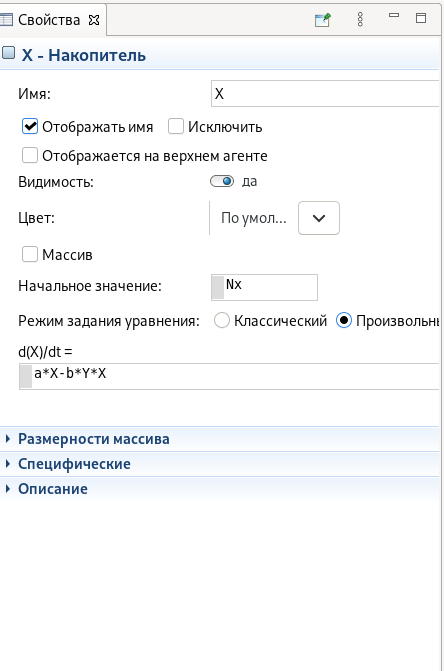 Свойства
X - Накопитель
Имя: X
Отображать имя Исключить
Отображается на верхнем агенте
Видимость: да
Цвет: По умол...
Массив
Начальное значение: Nx
Режим задания уравнения: Классический Произвольн
d(X)/dt =
a*X-b*Y*X
Размерности массива
Специфические
Описание